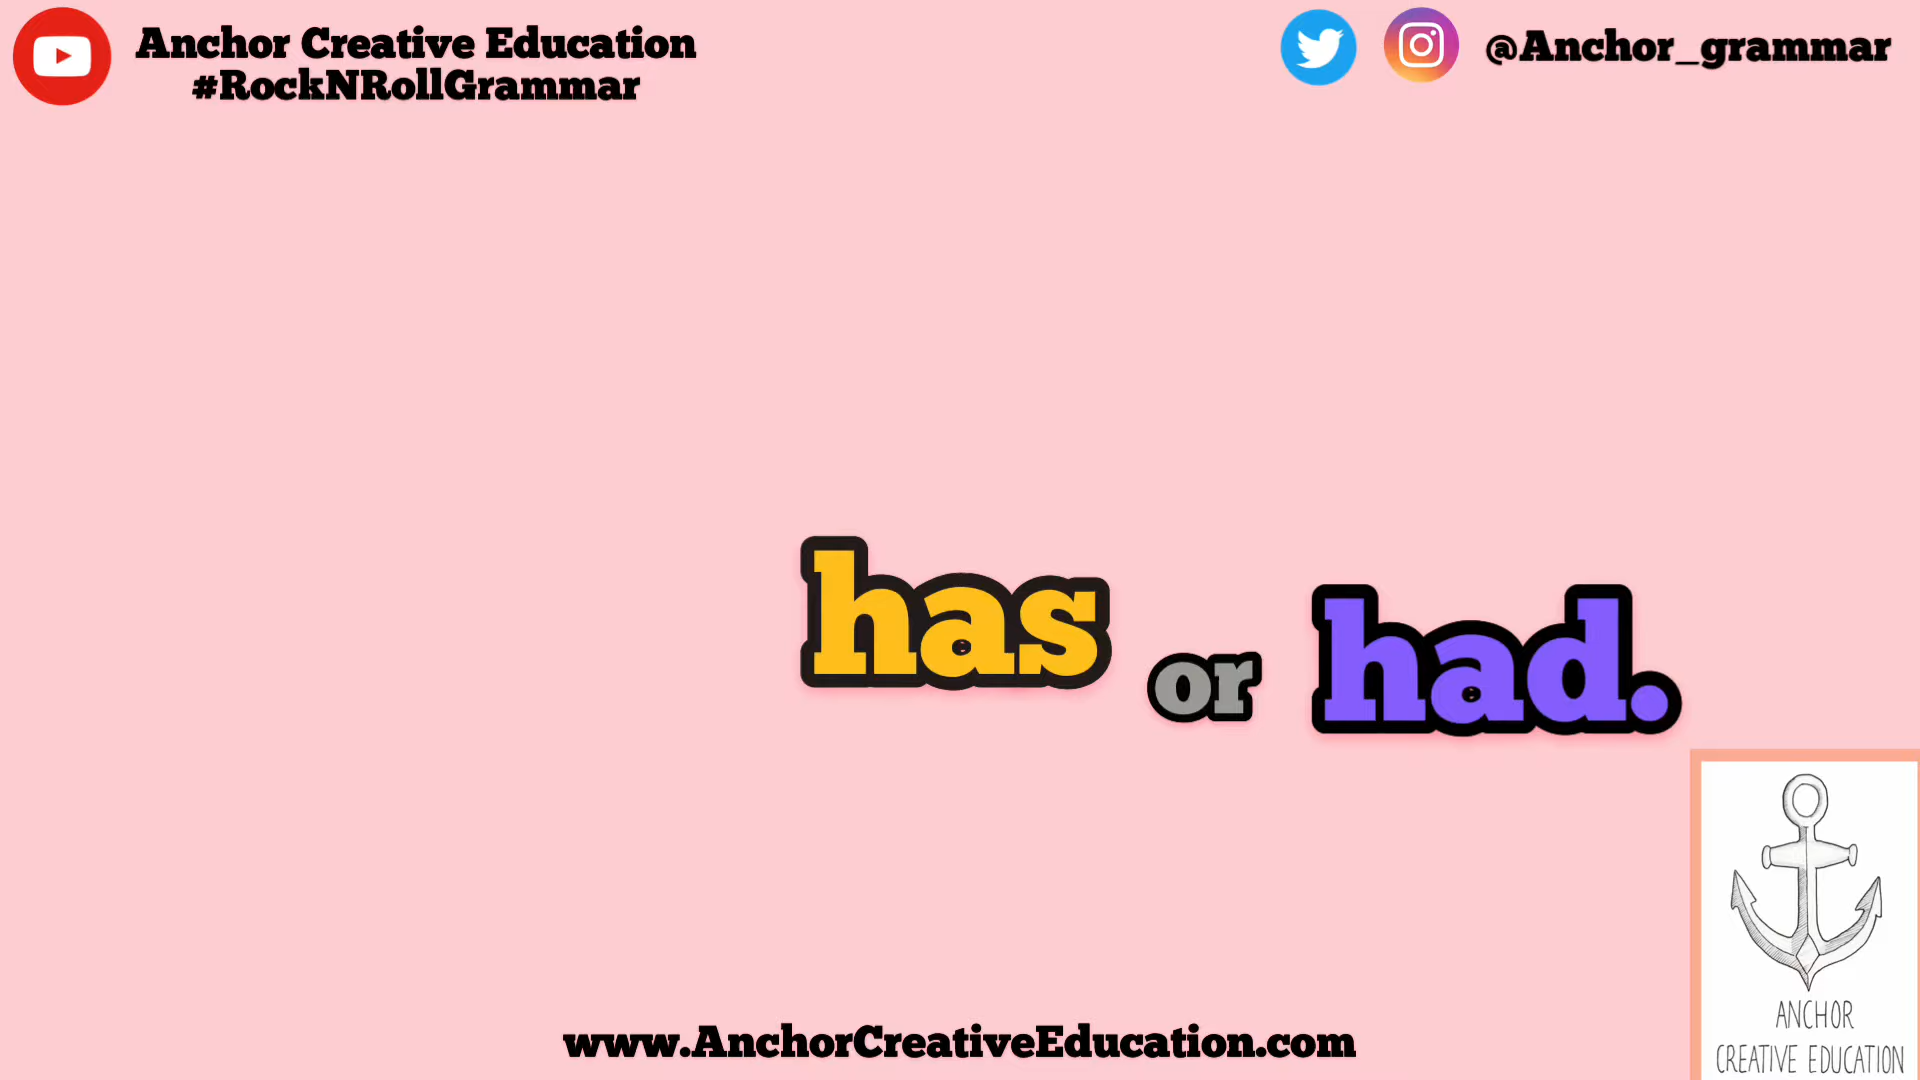 Anchor Creative Education
#RockNRollGrammar
@Anchor_grammar
has or had.
ANCHOR
CREATIVE EDUCATION
www.AnchorCreativeEducation.com